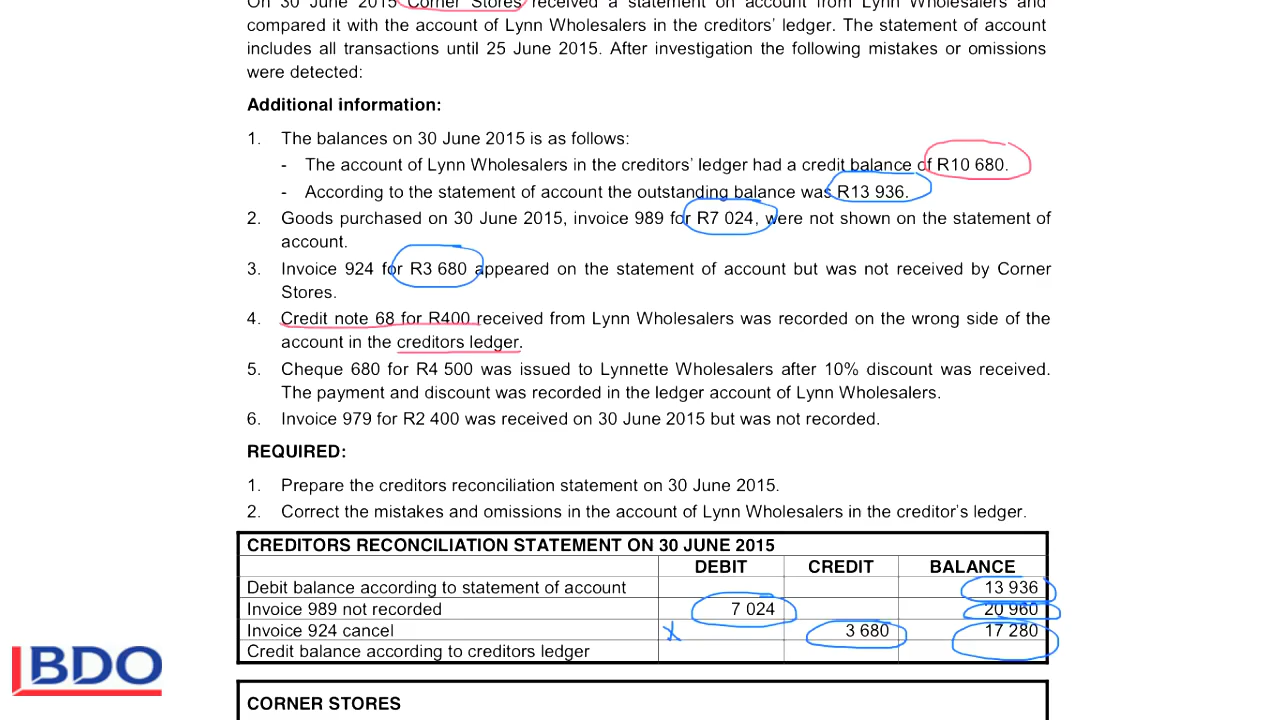 On 30 June 2015 Corner Stores received a statement on account from Lynn Wholesalers and
compared it with the account of Lynn Wholesalers in the creditors' ledger. The statement of account
includes all transactions until 25 June 2015. After investigation the following mistakes or omissions
were detected:
Additional information:
1. The balances on 30 June 2015 is as follows:
- The account of Lynn Wholesalers in the creditors' ledger had a credit balance of R10 680.
- According to the statement of account the outstanding balance was R13 936.
2. Goods purchased on 30 June 2015, invoice 989 for R7 024, were not shown on the statement of
account.
3. Invoice 924 for R3 680 appeared on the statement of account but was not received by Corner
Stores.
4. Credit note 68 for R400 received from Lynn Wholesalers was recorded on the wrong side of the
account in the creditors ledger.
5. Cheque 680 for R4 500 was issued to Lynnette Wholesalers after 10% discount was received.
The payment and discount was recorded in the ledger account of Lynn Wholesalers.
6. Invoice 979 for R2 400 was received on 30 June 2015 but was not recorded.
REQUIRED:
1. Prepare the creditors reconciliation statement on 30 June 2015.
2. Correct the mistakes and omissions in the account of Lynn Wholesalers in the creditor's ledger.
CREDITORS RECONCILIATION STATEMENT ON 30 JUNE 2015
DEBIT CREDIT BALANCE
Debit balance according to statement of account 13 936
Invoice 989 not recorded 7 024 20 960
Invoice 924 cancel x 3 680 17 280
Credit balance according to creditors ledger
BDO
CORNER STORES